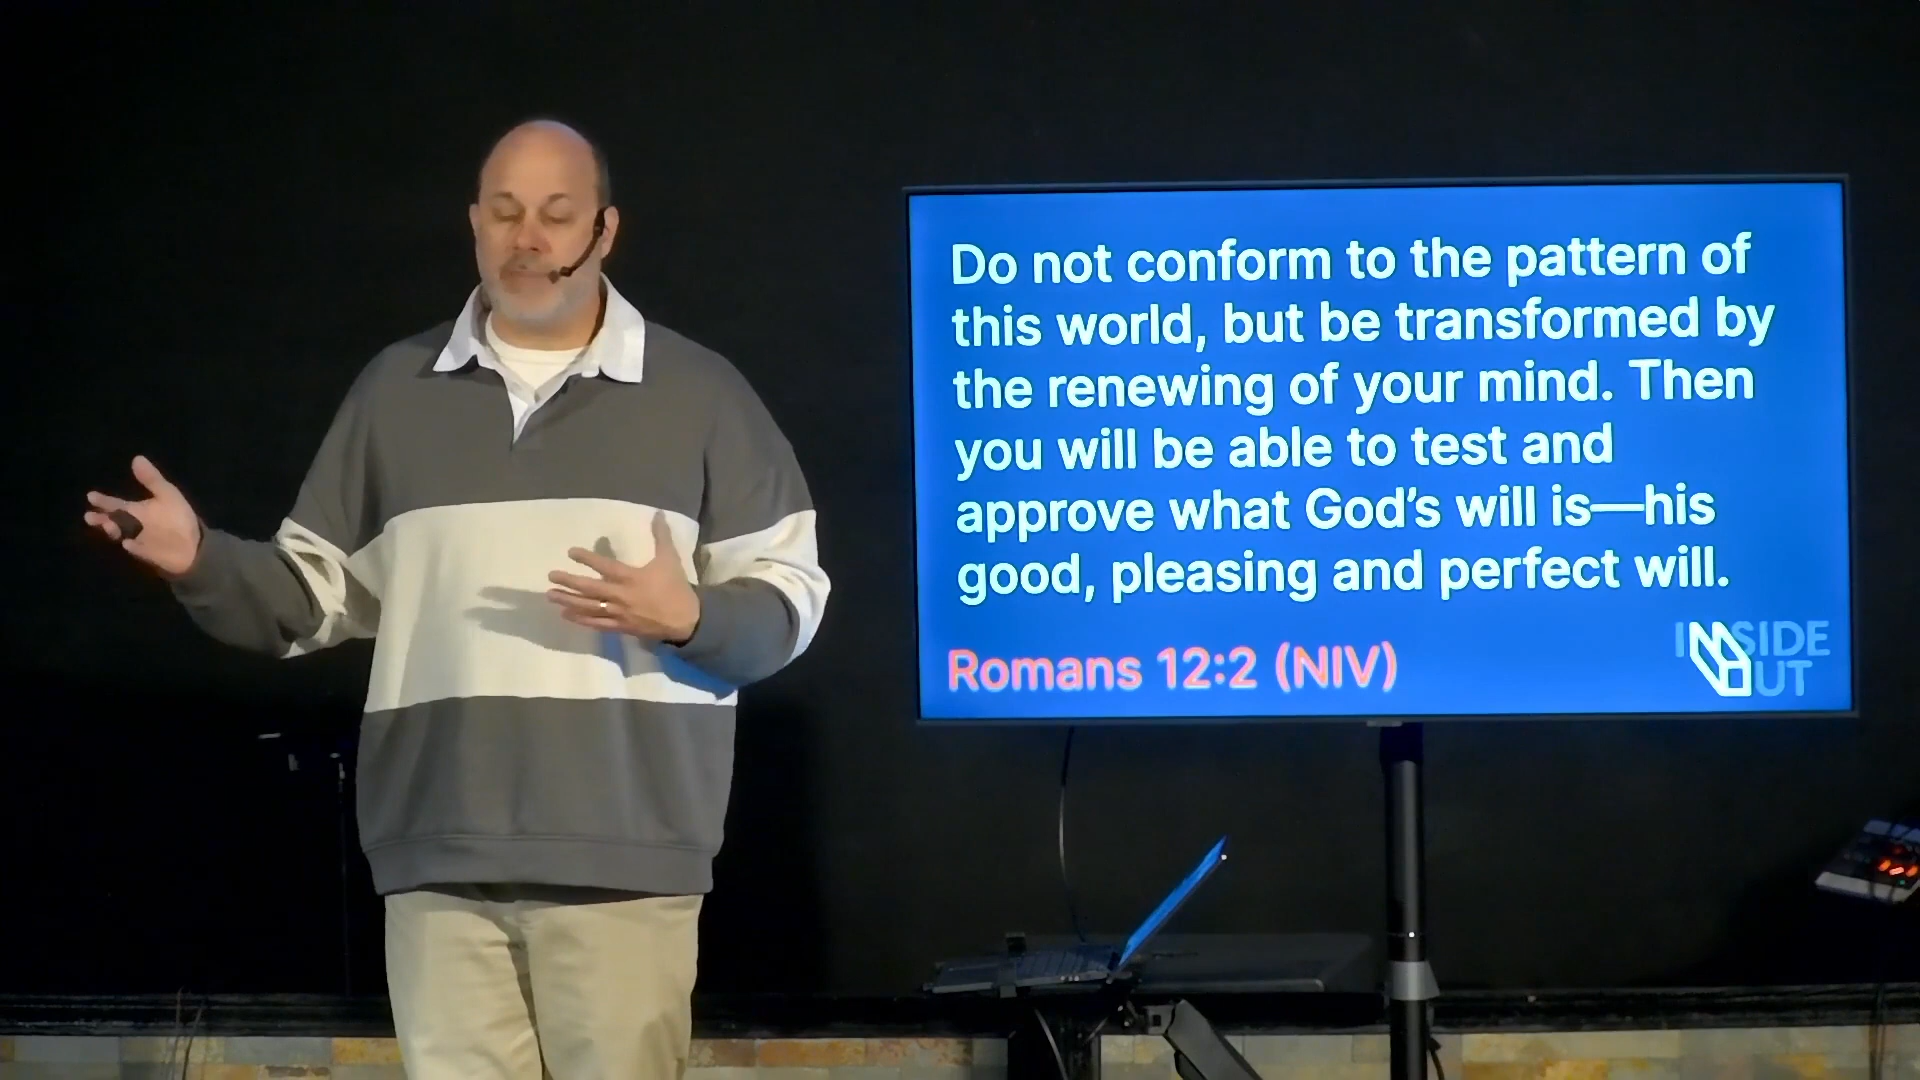 Do not conform to the pattern of
this world, but be transformed by
the renewing of your mind. Then
you will be able to test and
approve what God’s will is—his
good, pleasing and perfect will.
Romans 12:2 (NIV)
INSIDE
OUT